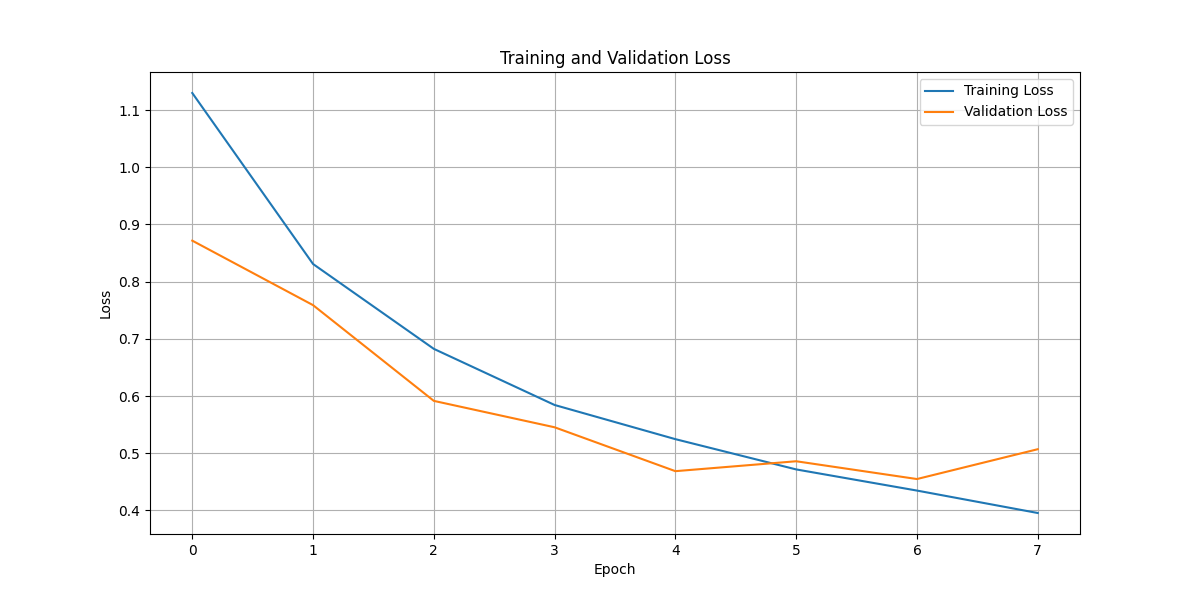 Training and Validation Loss
Training Loss
Validation Loss
1.1
1.0
0.9
0.8
0.7
0.6
0.5
0.4
Loss
0 1 2 3 4 5 6 7
Epoch